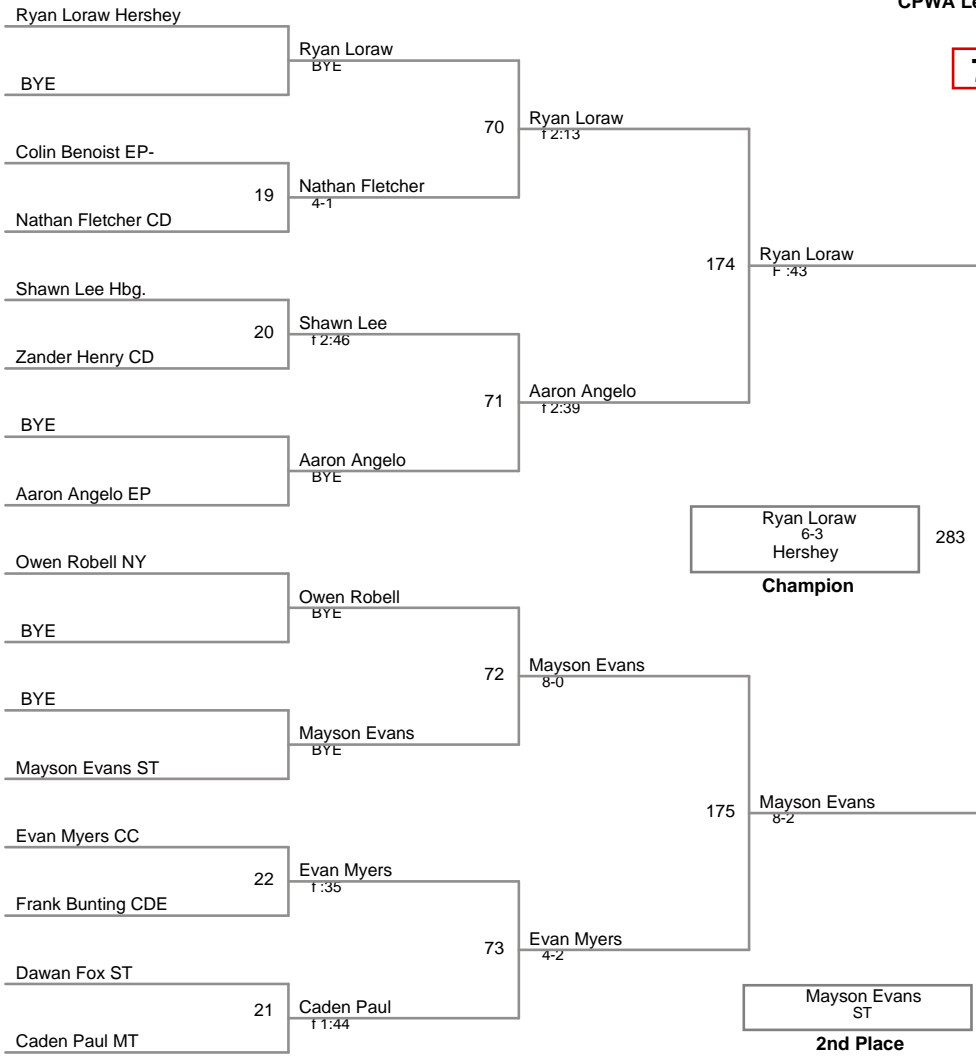 CPWA
Ryan Loraw Hershey
Ryan Loraw
BYE
BYE
70
Ryan Loraw
f 2:13
Colin Benoist EP-
19
Nathan Fletcher
4-1
Nathan Fletcher CD
174
Ryan Loraw
F :43
Shawn Lee Hbg.
20
Shawn Lee
f 2:46
Zander Henry CD
71
Aaron Angelo
f 2:39
BYE
Aaron Angelo
BYE
Aaron Angelo EP
Ryan Loraw
6-3
Hershey
283
Champion
Owen Robell NY
Owen Robell
BYE
BYE
72
Mayson Evans
8-0
BYE
Mayson Evans
BYE
Mayson Evans ST
175
Mayson Evans
8-2
Evan Myers CC
22
Evan Myers
f :35
Frank Bunting CDE
73
Evan Myers
4-2
Dawan Fox ST
21
Caden Paul
f 1:44
Caden Paul MT
Mayson Evans
ST
2nd Place